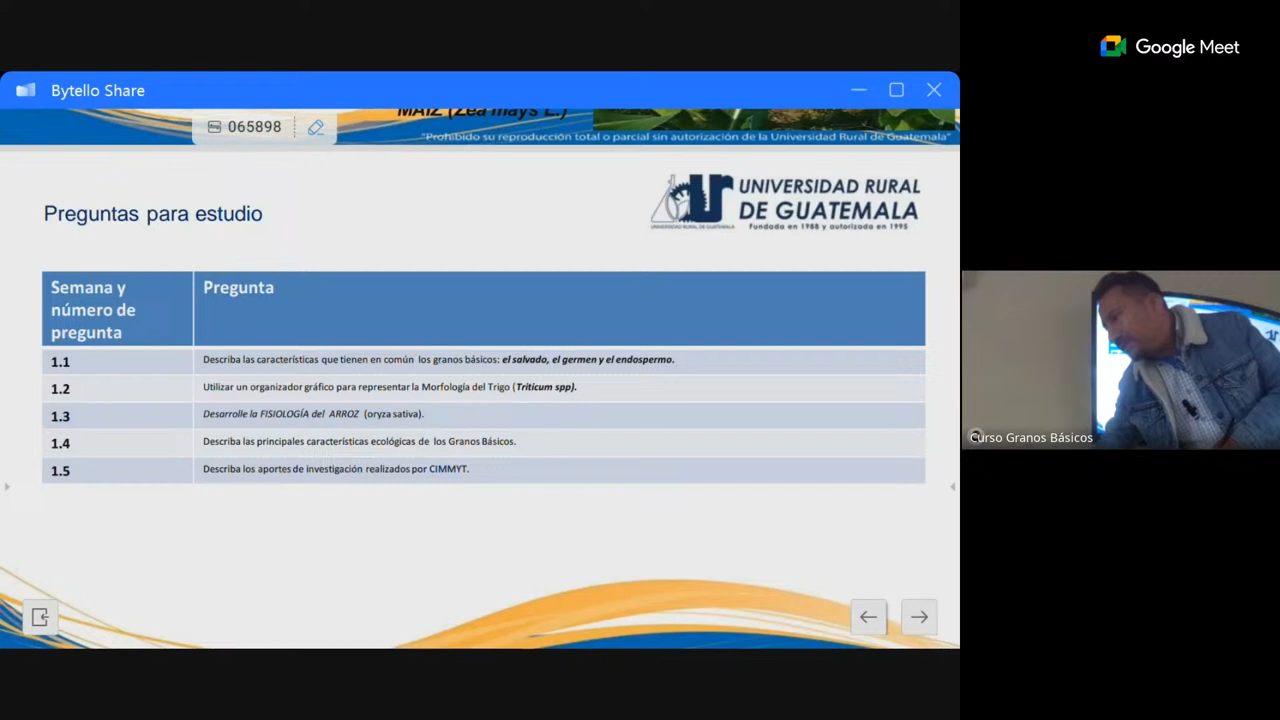 Google Meet
Bytello Share
MAÍZ (Zea mays L.)
065898
"Prohibido su reproducción total o parcial sin autorización de la Universidad Rural de Guatemala"
UNIVERSIDAD RURAL
DE GUATEMALA
Fundada en 1988 y autorizada en 1995
UNIVERSIDAD RURAL DE GUATEMALA
Preguntas para estudio
Semana y número de pregunta Pregunta
1.1 Describa las características que tienen en común los granos básicos: el salvado, el germen y el endospermo.
1.2 Utilizar un organizador gráfico para representar la Morfología del Trigo (Triticum spp).
1.3 Desarrolle la FISIOLOGÍA del ARROZ (oryza sativa).
1.4 Describa las principales características ecológicas de los Granos Básicos.
1.5 Describa los aportes de investigación realizados por CIMMYT.
Curso Granos Básicos